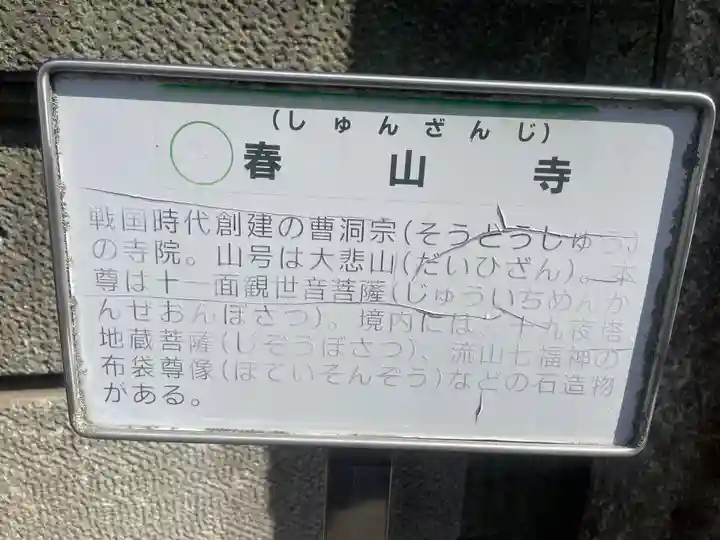 (しゅんざんじ)
春山寺
戦国時代創建の曹洞宗(そうどうしゅう)
の寺院。山号は大悲山(だいひざん)。本
尊は十一面観世音菩薩(じゅういちめんか
んせおんぼさつ)。境内には、十九夜塔、
地蔵菩薩(じぞうぼさつ)、流山七福神の
布袋尊像(ほていそんぞう)などの石造物
がある。